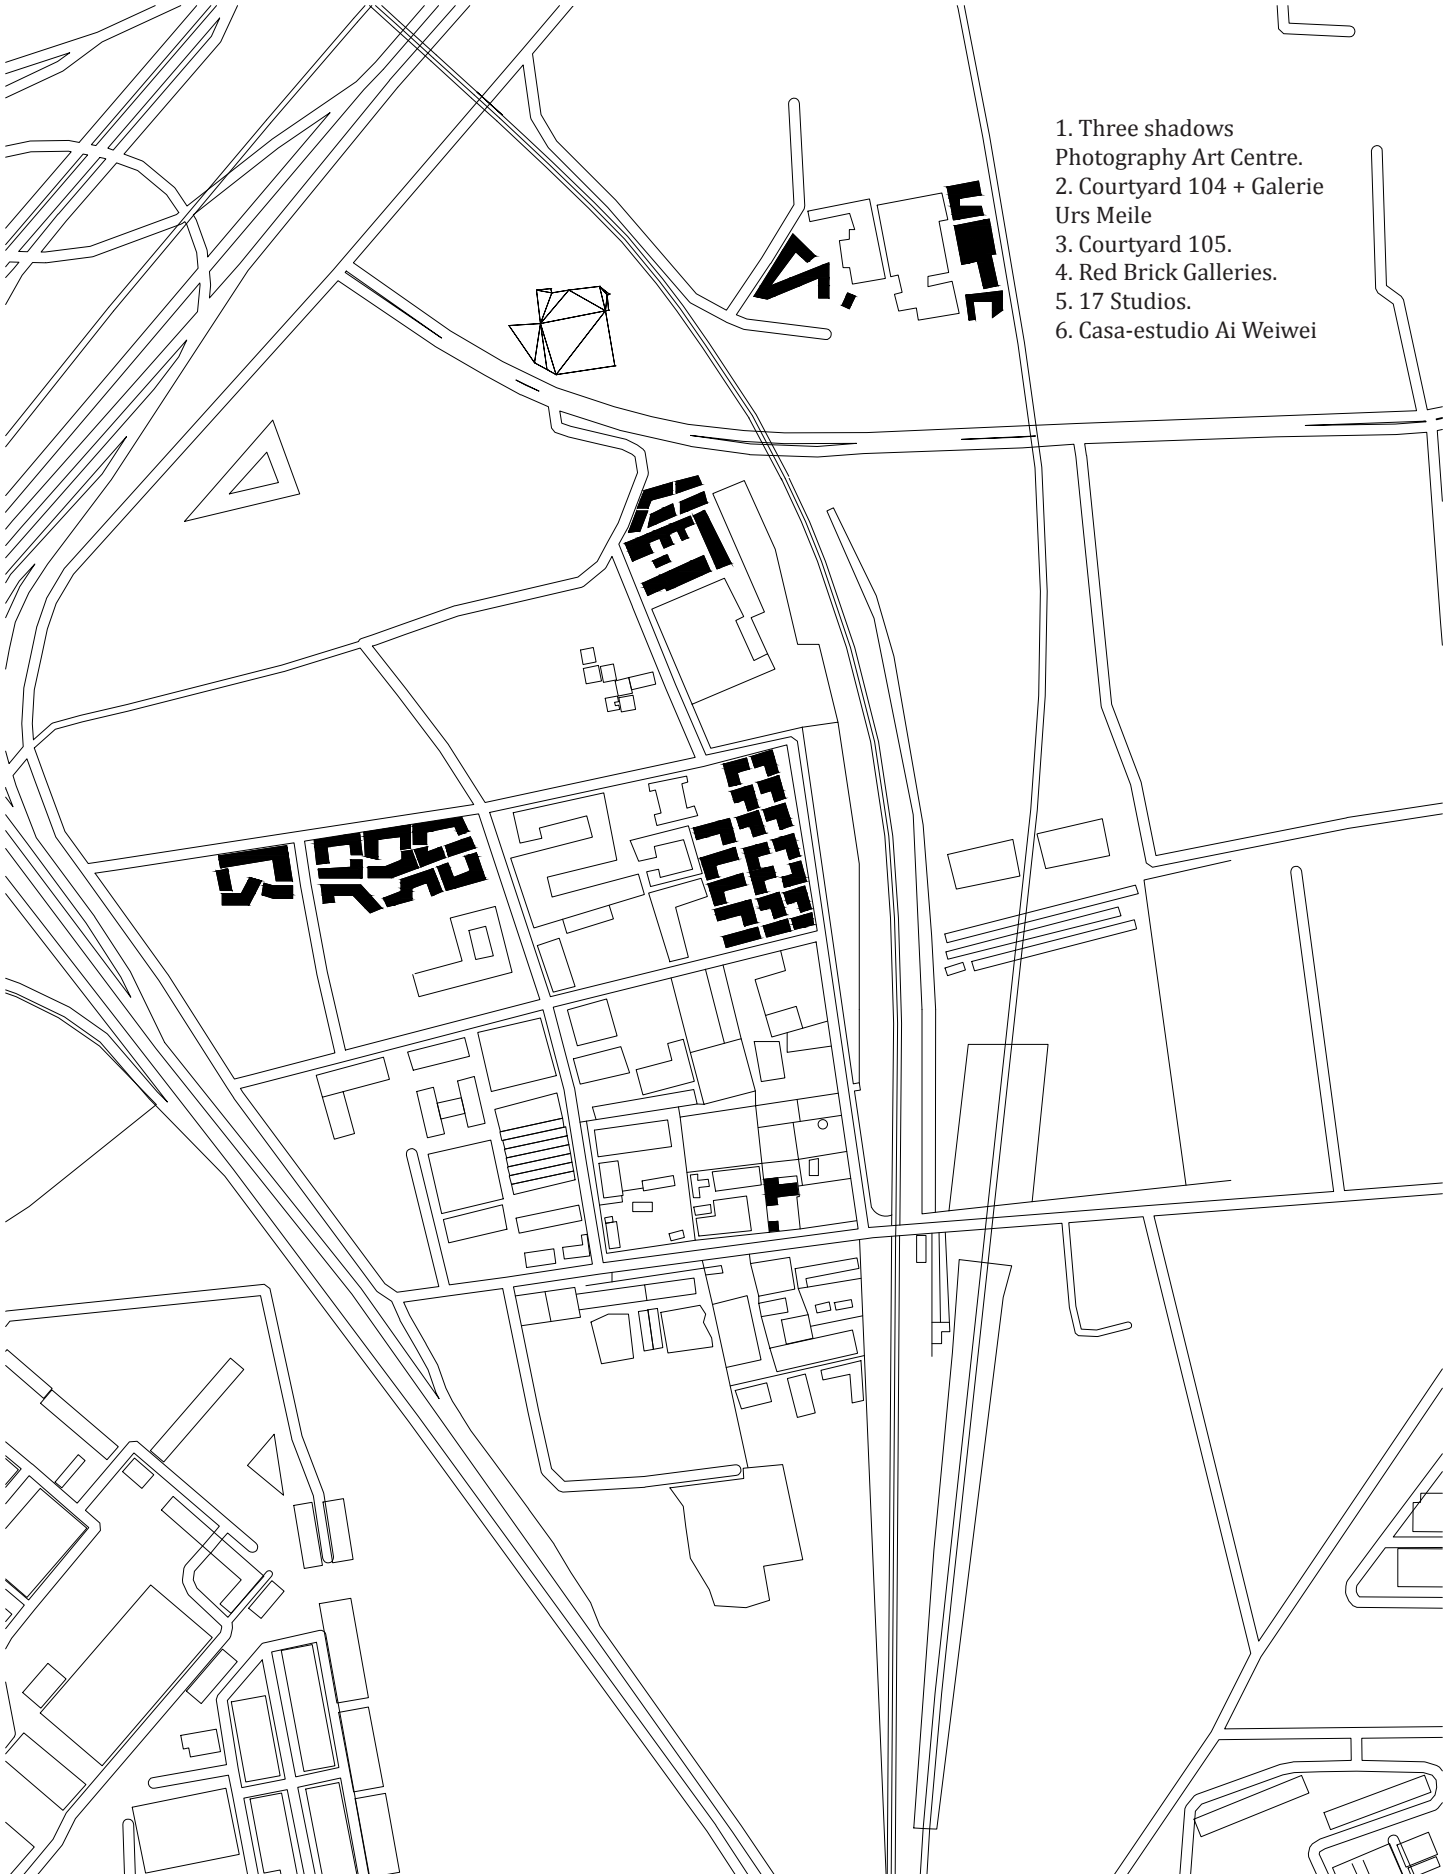 1. Three shadows
Photography Art Centre.
2. Courtyard 104 + Galerie
Urs Meile
3. Courtyard 105.
4. Red Brick Galleries.
5. 17 Studios.
6. Casa-estudio Ai Weiwei